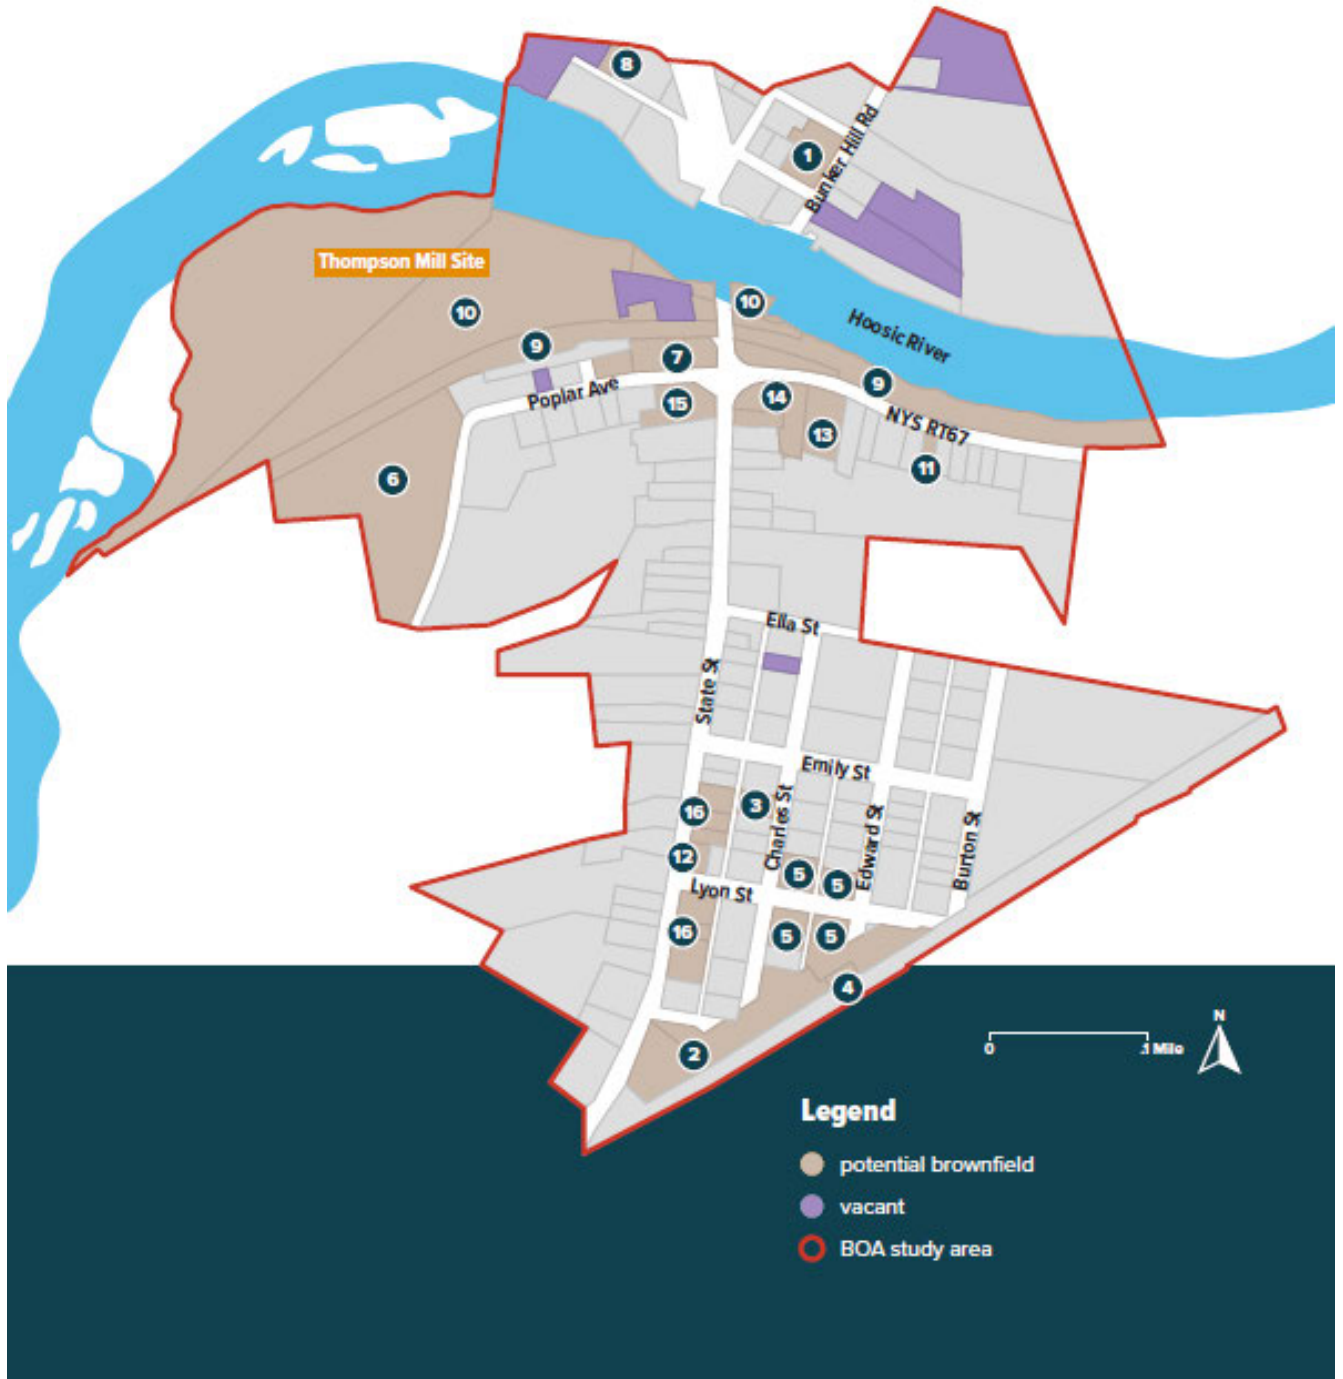 8
1
Bunker Hill Rd
Thompson Mill Site
10
10
Hoosic River
9
7
9
Poplar Ave
15
14
13
NYS RT67
11
6
Ella St
State St
Emily St
3
16
Charles St
Edward St
Burton St
12
5
5
Lyon St
16
5
5
4
2
N
0
.1 Mile
Legend
potential brownfield
vacant
BOA study area